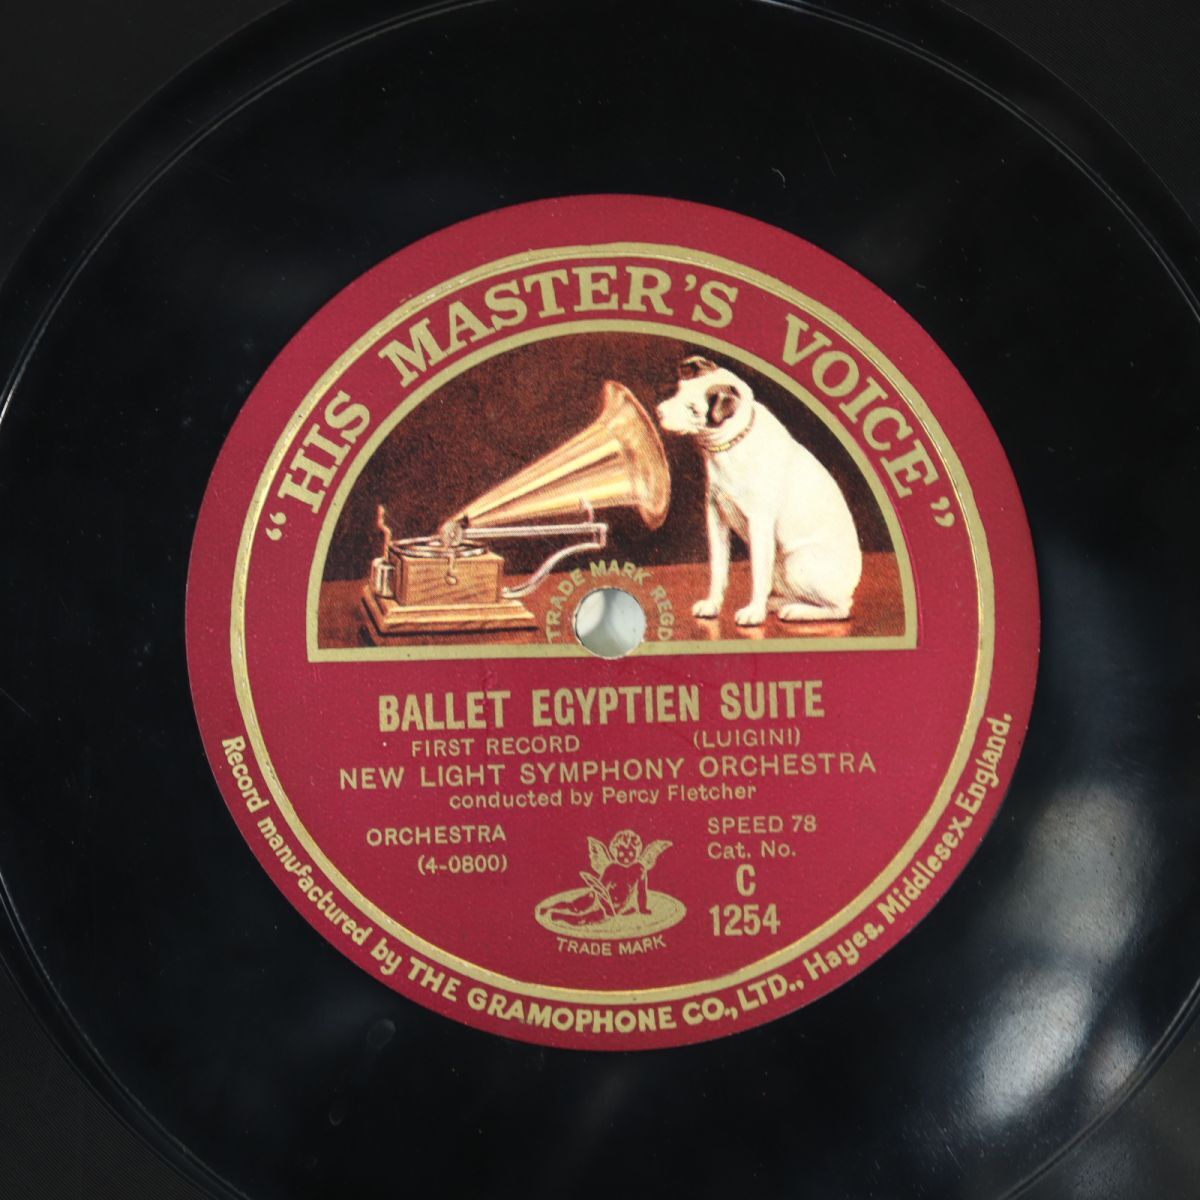 "HIS MASTER'S VOICE"
TRADE MARK REGD
BALLET EGYPTIEN SUITE
FIRST RECORD (LUIGINI)
NEW LIGHT SYMPHONY ORCHESTRA
conducted by Percy Fletcher
ORCHESTRA
(4-0800)
SPEED 78
Cat. No.
C
1254
TRADE MARK
Record manufactured by THE GRAMOPHONE CO., LTD., Hayes. Middlesex. England.